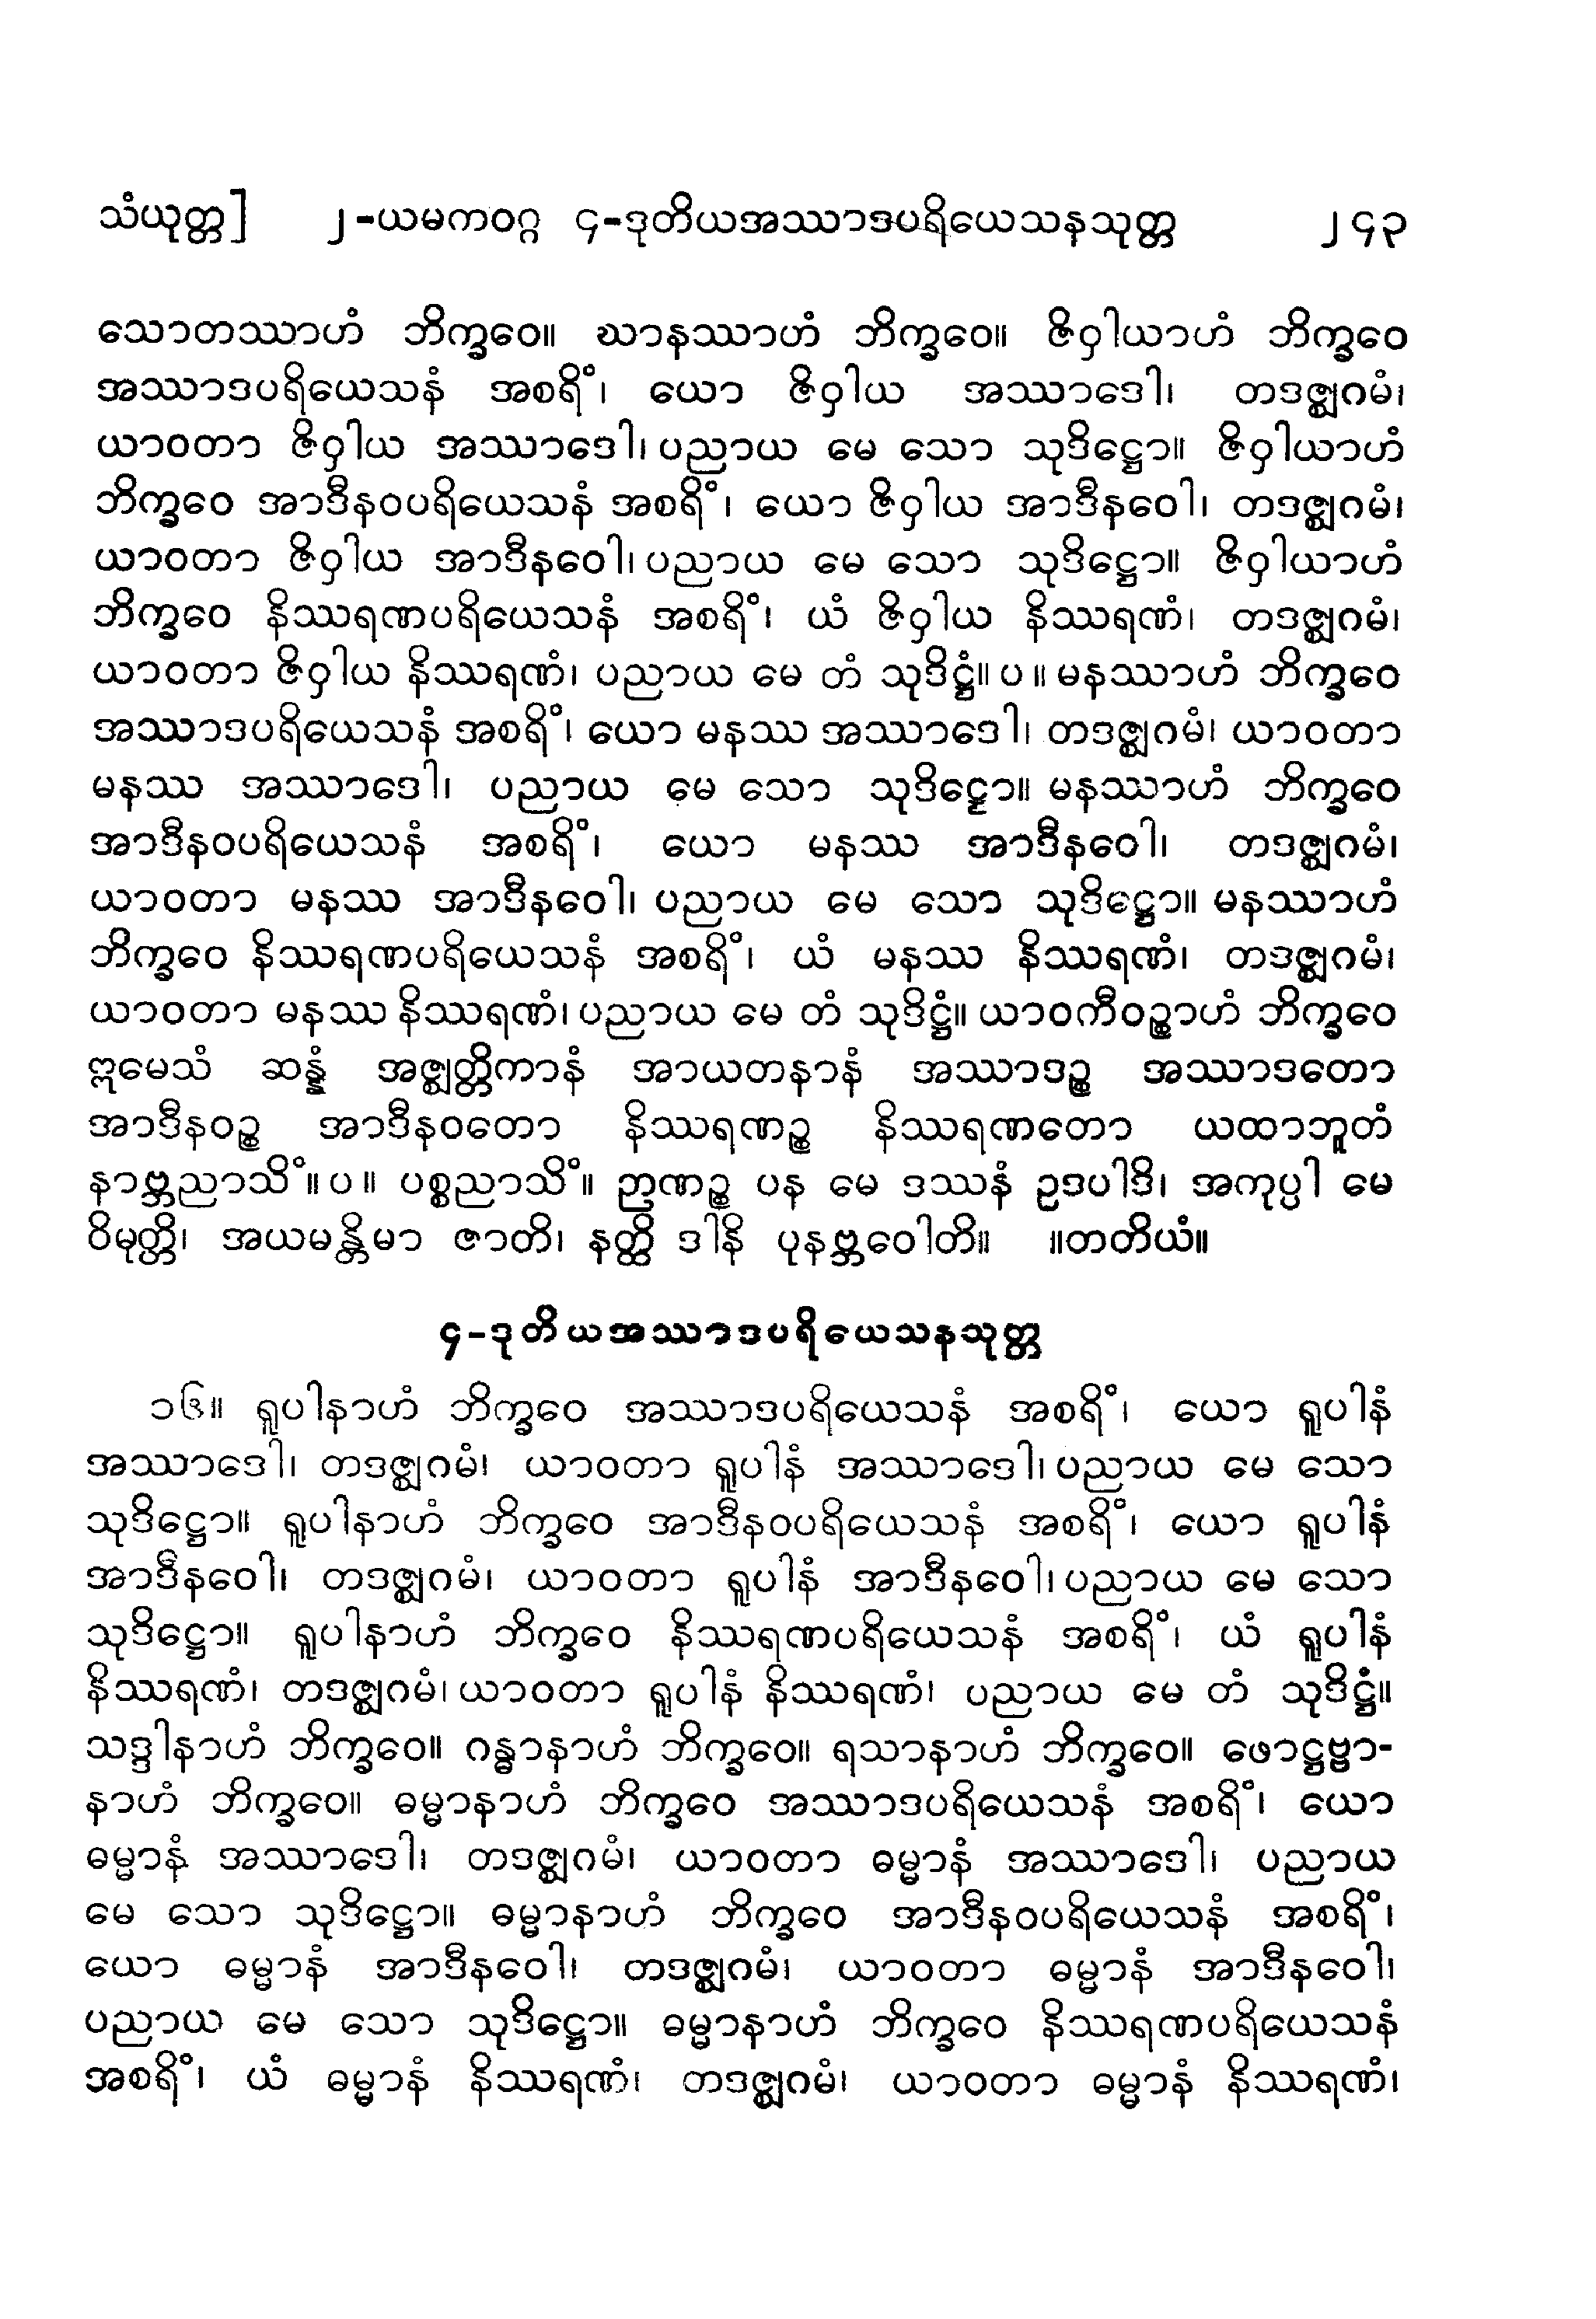 သံယုတ္တ] ၂-ယမကဝဂ္ဂ ၄-ဒုတိယအဿာဒပရိယေသနသုတ္တ ၂၄၃
သောတဿာဟံ ဘိက္ခဝေ။ ဃာနဿာဟံ ဘိက္ခဝေ။ ဇိဝှါယာဟံ ဘိက္ခဝေ
အဿာဒပရိယေသနံ အစရိံ၊ ယော ဇိဝှါယ အဿာဒေါ၊ တဒဇ္ဈဂမံ၊
ယာဝတာ ဇိဝှါယ အဿာဒေါ၊ ပညာယ မေ သော သုဒိဋ္ဌော။ ဇိဝှါယာဟံ
ဘိက္ခဝေ အာဒီနဝပရိယေသနံ အစရိံ၊ ယော ဇိဝှါယ အာဒီနဝေါ၊ တဒဇ္ဈဂမံ၊
ယာဝတာ ဇိဝှါယ အာဒီနဝေါ၊ ပညာယ မေ သော သုဒိဋ္ဌော။ ဇိဝှါယာဟံ
ဘိက္ခဝေ နိဿရဏပရိယေသနံ အစရိံ၊ ယံ ဇိဝှါယ နိဿရဏံ၊ တဒဇ္ဈဂမံ၊
ယာဝတာ ဇိဝှါယ နိဿရဏံ၊ ပညာယ မေ တံ သုဒိဋ္ဌံ။ ပ ။ မနဿာဟံ ဘိက္ခဝေ
အဿာဒပရိယေသနံ အစရိံ၊ ယော မနဿ အဿာဒေါ၊ တဒဇ္ဈဂမံ၊ ယာဝတာ
မနဿ အဿာဒေါ၊ ပညာယ မေ သော သုဒိဋ္ဌော။ မနဿာဟံ ဘိက္ခဝေ
အာဒီနဝပရိယေသနံ အစရိံ၊ ယော မနဿ အာဒီနဝေါ၊ တဒဇ္ဈဂမံ၊
ယာဝတာ မနဿ အာဒီနဝေါ၊ ပညာယ မေ သော သုဒိဋ္ဌော။ မနဿာဟံ
ဘိက္ခဝေ နိဿရဏပရိယေသနံ အစရိံ၊ ယံ မနဿ နိဿရဏံ၊ တဒဇ္ဈဂမံ၊
ယာဝတာ မနဿ နိဿရဏံ၊ ပညာယ မေ တံ သုဒိဋ္ဌံ။ ယာဝကီဝဉ္စာဟံ ဘိက္ခဝေ
ဣမေသံ ဆန္နံ အဇ္ဈတ္တိကာနံ အာယတနာနံ အဿာဒဉ္စ အဿာဒတော
အာဒီနဝဉ္စ အာဒီနဝတော နိဿရဏဉ္စ နိဿရဏတော ယထာဘူတံ
နာဗ္ဘညာသိံ။ ပ ။ ပစ္စညာသိံ။ ဉာဏဉ္စ ပန မေ ဒဿနံ ဥဒပါဒိ၊ အကုပ္ပါ မေ
ဝိမုတ္တိ၊ အယမန္တိမာ ဇာတိ၊ နတ္ထိ ဒါနိ ပုနဗ္ဘဝေါတိ။ ။တတိယံ။
၄-ဒုတိယအဿာဒပရိယေသနသုတ္တ
၁၆။ ရူပါနာဟံ ဘိက္ခဝေ အဿာဒပရိယေသနံ အစရိံ၊ ယော ရူပါနံ
အဿာဒေါ၊ တဒဇ္ဈဂမံ၊ ယာဝတာ ရူပါနံ အဿာဒေါ၊ ပညာယ မေ သော
သုဒိဋ္ဌော။ ရူပါနာဟံ ဘိက္ခဝေ အာဒီနဝပရိယေသနံ အစရိံ၊ ယော ရူပါနံ
အာဒီနဝေါ၊ တဒဇ္ဈဂမံ၊ ယာဝတာ ရူပါနံ အာဒီနဝေါ၊ ပညာယ မေ သော
သုဒိဋ္ဌော။ ရူပါနာဟံ ဘိက္ခဝေ နိဿရဏပရိယေသနံ အစရိံ၊ ယံ ရူပါနံ
နိဿရဏံ၊ တဒဇ္ဈဂမံ၊ ယာဝတာ ရူပါနံ နိဿရဏံ၊ ပညာယ မေ တံ သုဒိဋ္ဌံ။
သဒ္ဒါနာဟံ ဘိက္ခဝေ။ ဂန္ဓာနာဟံ ဘိက္ခဝေ။ ရသာနာဟံ ဘိက္ခဝေ။ ဖောဋ္ဌဗ္ဗာ-
နာဟံ ဘိက္ခဝေ။ ဓမ္မာနာဟံ ဘိက္ခဝေ အဿာဒပရိယေသနံ အစရိံ၊ ယော
ဓမ္မာနံ အဿာဒေါ၊ တဒဇ္ဈဂမံ၊ ယာဝတာ ဓမ္မာနံ အဿာဒေါ၊ ပညာယ
မေ သော သုဒိဋ္ဌော။ ဓမ္မာနာဟံ ဘိက္ခဝေ အာဒီနဝပရိယေသနံ အစရိံ၊
ယော ဓမ္မာနံ အာဒီနဝေါ၊ တဒဇ္ဈဂမံ၊ ယာဝတာ ဓမ္မာနံ အာဒီနဝေါ၊
ပညာယ မေ သော သုဒိဋ္ဌော။ ဓမ္မာနာဟံ ဘိက္ခဝေ နိဿရဏပရိယေသနံ
အစရိံ၊ ယံ ဓမ္မာနံ နိဿရဏံ၊ တဒဇ္ဈဂမံ၊ ယာဝတာ ဓမ္မာနံ နိဿရဏံ၊